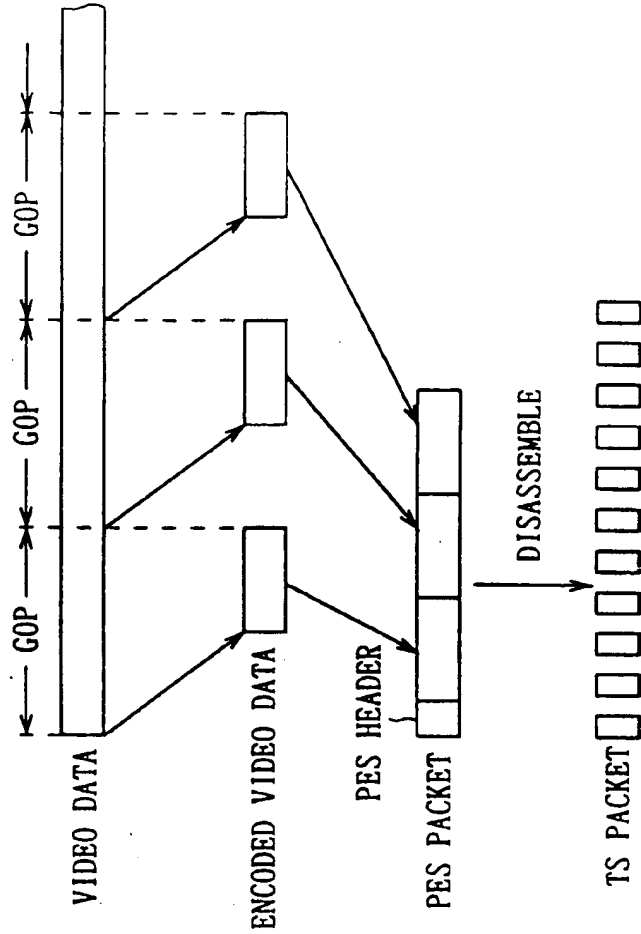 GOP GOP GOP
VIDEO DATA
ENCODED VIDEO DATA
PES HEADER
PES PACKET
DISASSEMBLE
TS PACKET